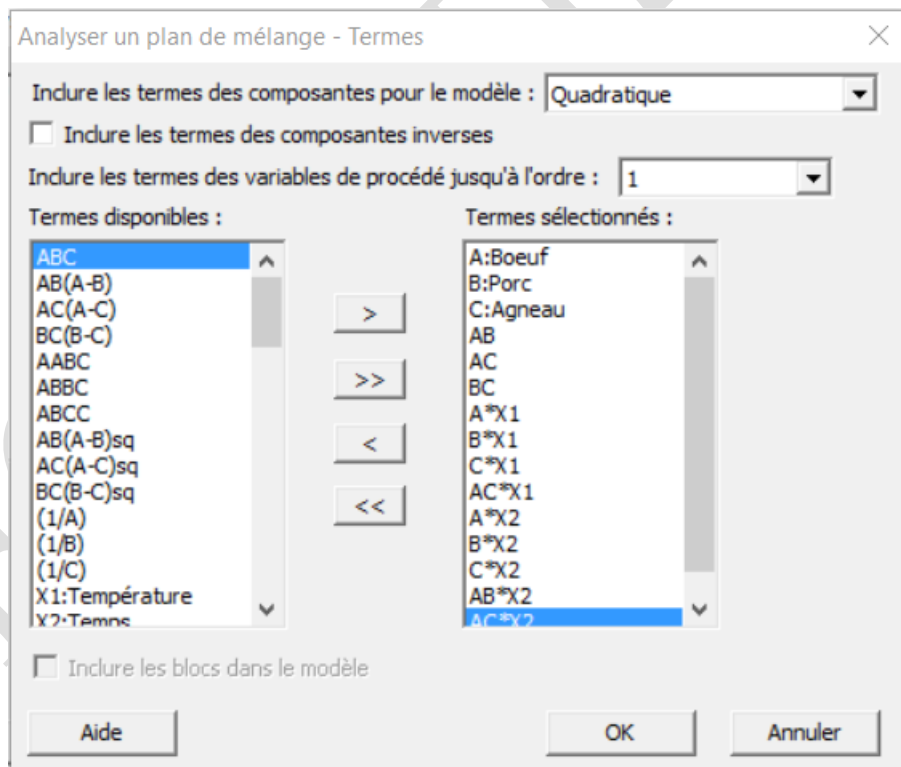 Analyser un plan de mélange - Termes
Inclure les termes des composantes pour le modèle : Quadratique
Inclure les termes des composantes inverses
Inclure les termes des variables de procédé jusqu'à l'ordre : 1
Termes disponibles :
ABC
AB(A-B)
AC(A-C)
BC(B-C)
AABC
ABBC
ABCC
AB(A-B)sq
AC(A-C)sq
BC(B-C)sq
(1/A)
(1/B)
(1/C)
X1:Température
X2:Temps
>
>>
<
<<
Termes sélectionnés :
A:Boeuf
B:Porc
C:Agneau
AB
AC
BC
A*X1
B*X1
C*X1
AC*X1
A*X2
B*X2
C*X2
AB*X2
AC*X2
Inclure les blocs dans le modèle
Aide OK Annuler